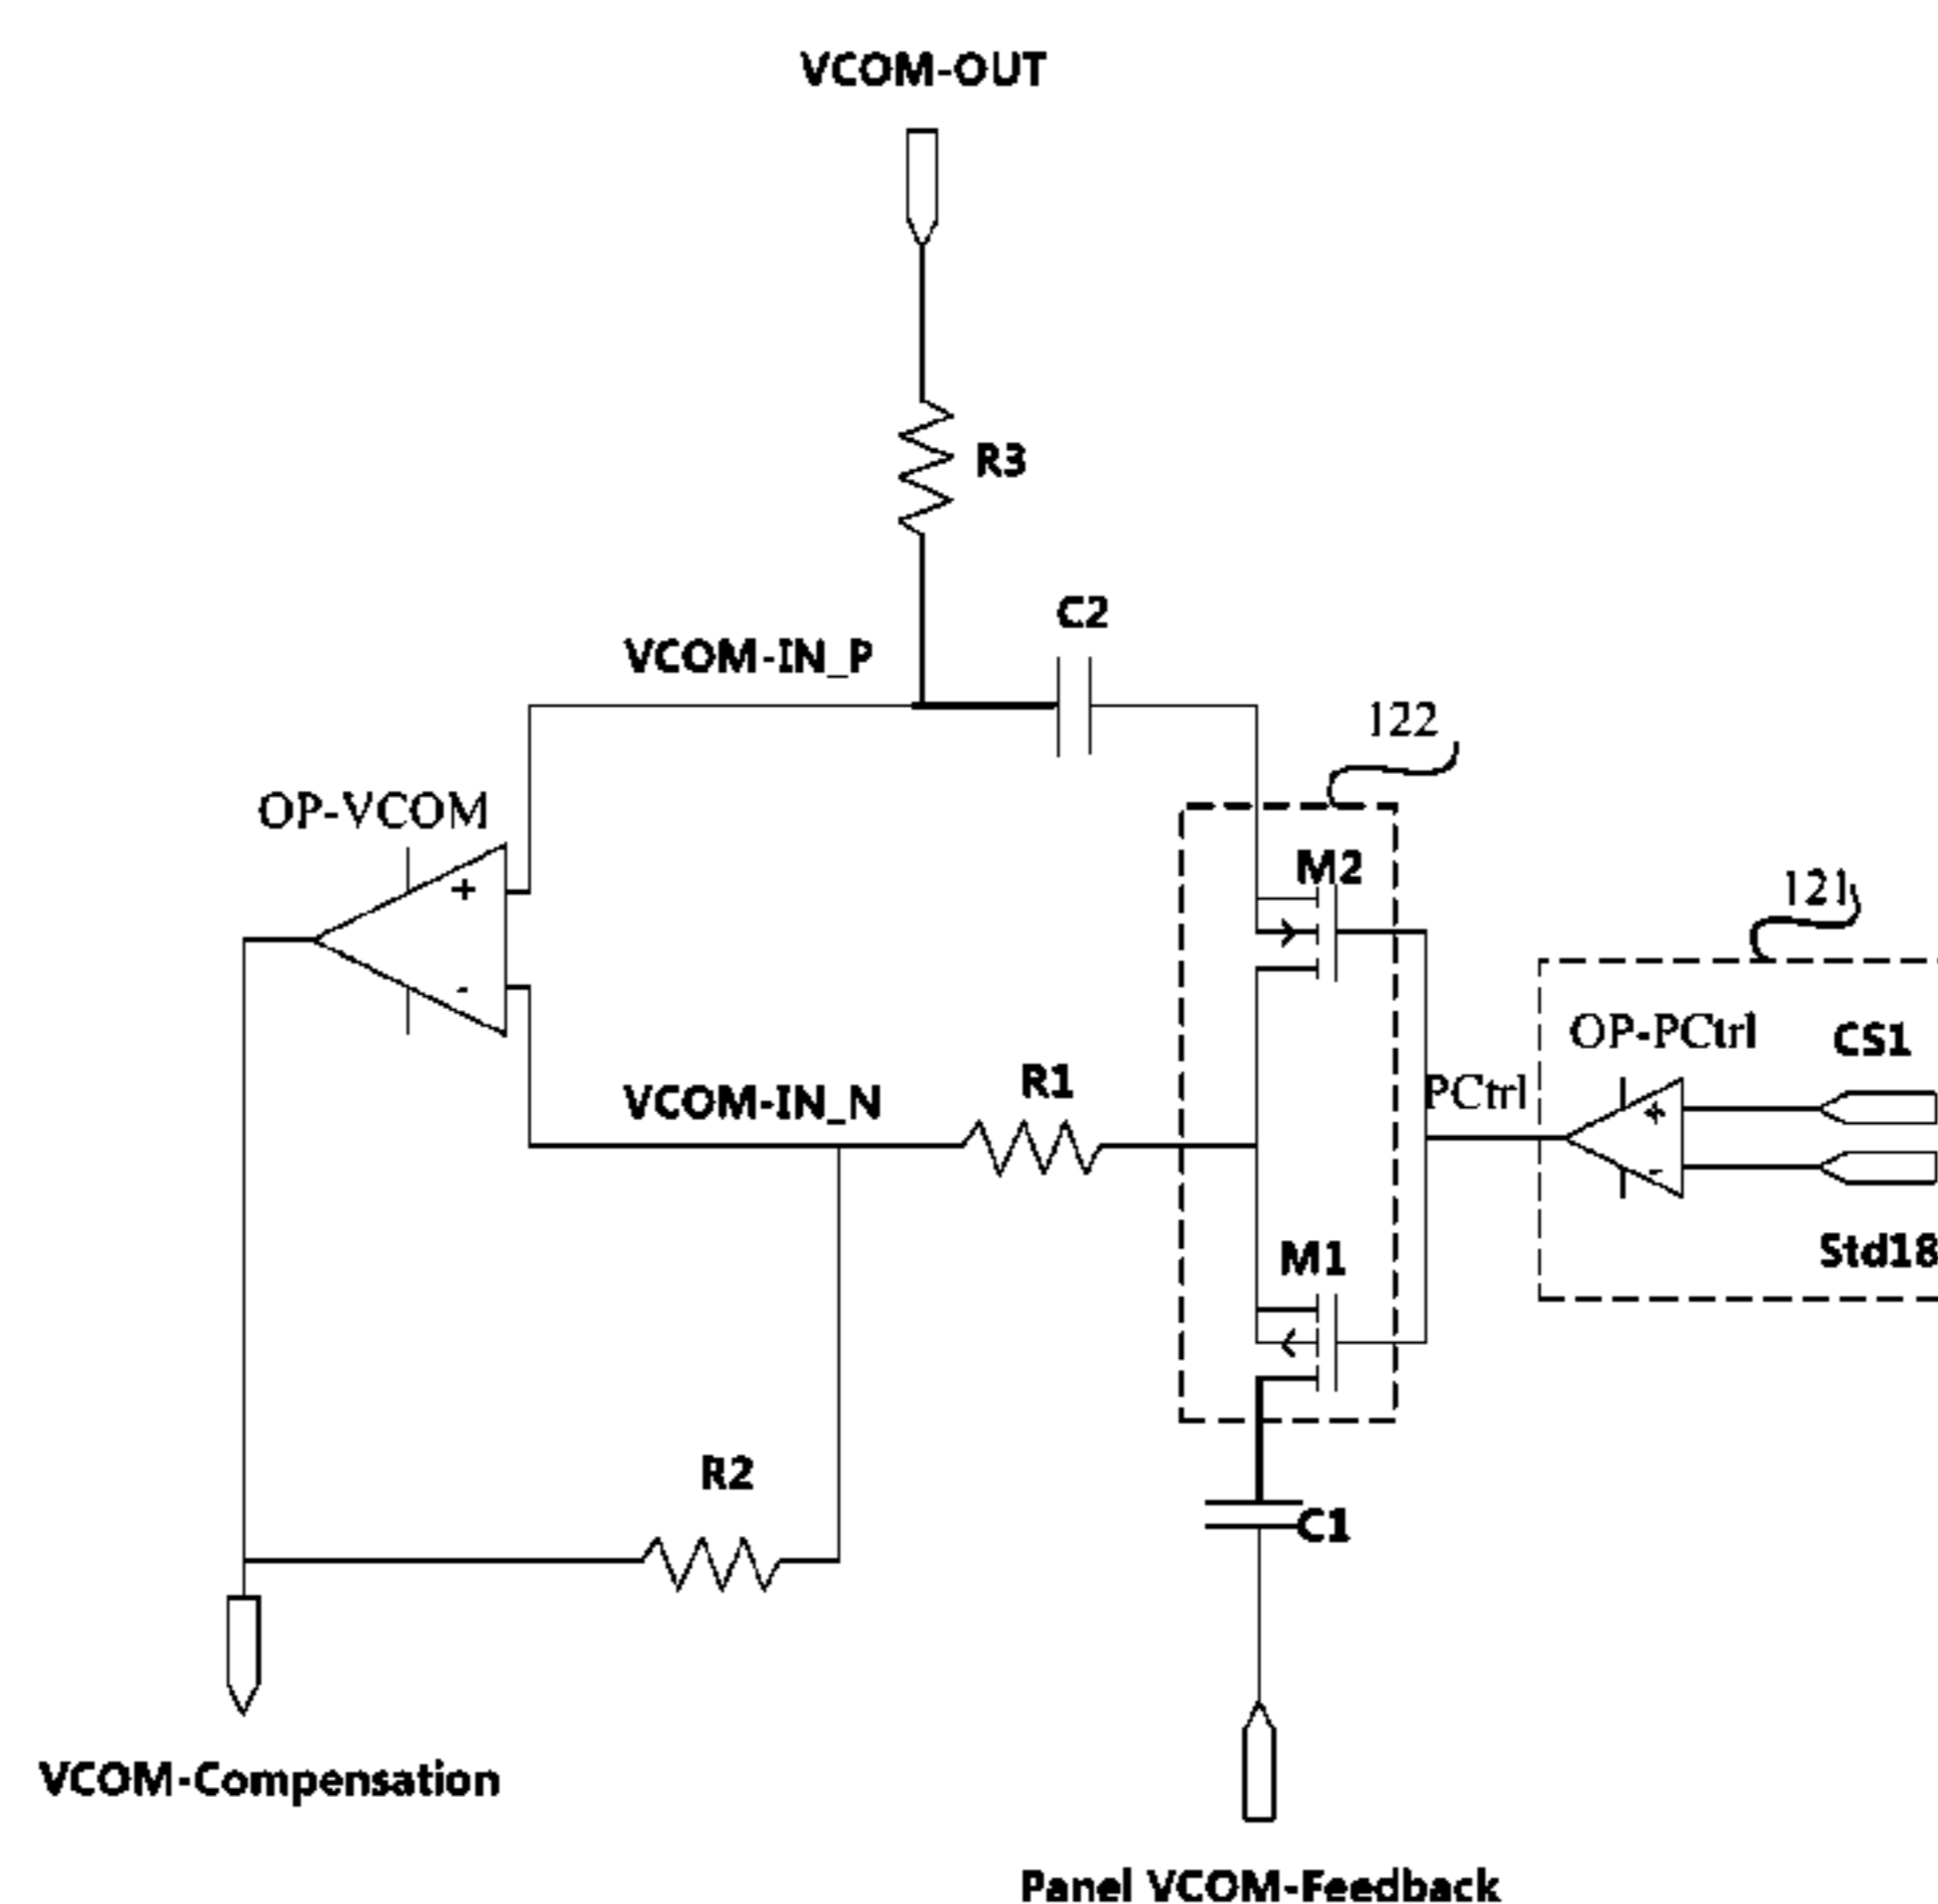 VCOM-OUT
R3
C2
VCOM-IN_P
122
OP-VCOM
+
M2
121
-
OP-PCtrl
CS1
PCtrl
+
VCOM-IN_N
R1
-
M1
Std18
R2
C1
VCOM-Compensation
Panel VCOM-Feedback